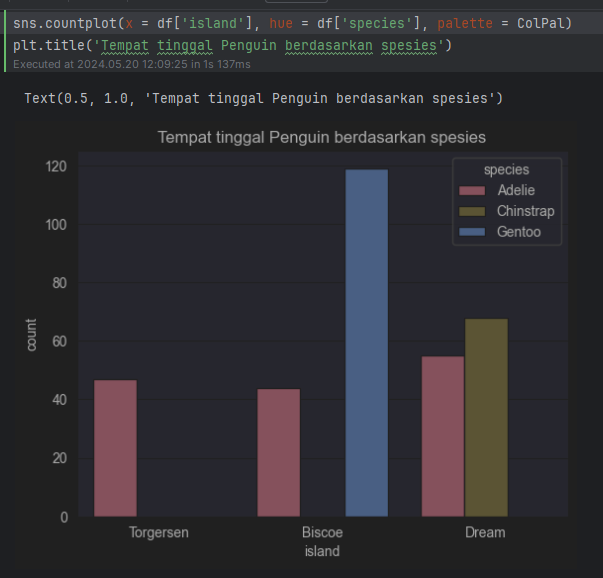 sns.countplot(x = df['island'], hue = df['species'], palette = ColPal)
plt.title('Tempat tinggal Penguin berdasarkan spesies')
Executed at 2024.05.20 12:09:25 in 1s 137ms
Text(0.5, 1.0, 'Tempat tinggal Penguin berdasarkan spesies')
Tempat tinggal Penguin berdasarkan spesies
species
Adelie
Chinstrap
Gentoo
120
100
80
60
40
20
0
count
Torgersen Biscoe Dream
island